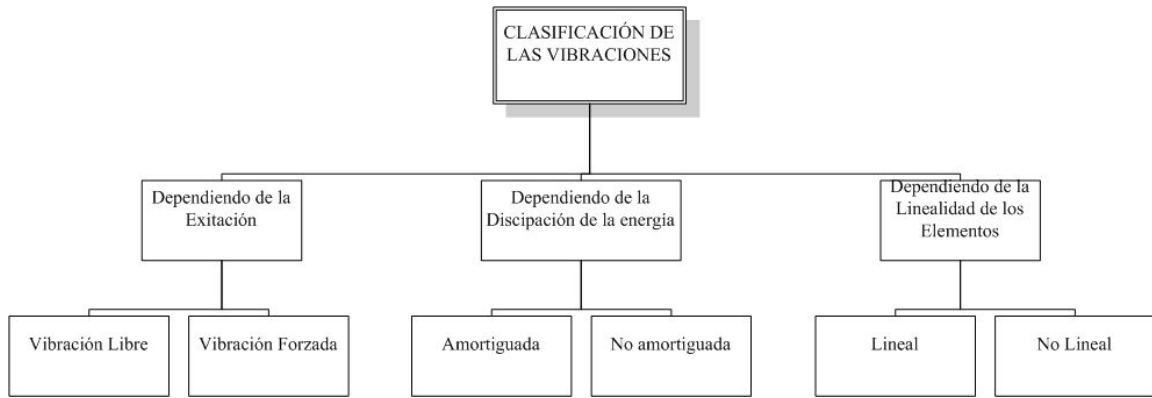 CLASIFICACIÓN DE
LAS VIBRACIONES
Dependiendo de la
Exitación
Dependiendo de la
Discipación de la energía
Dependiendo de la
Linealidad de los
Elementos
Vibración Libre
Vibración Forzada
Amortiguada
No amortiguada
Lineal
No Lineal